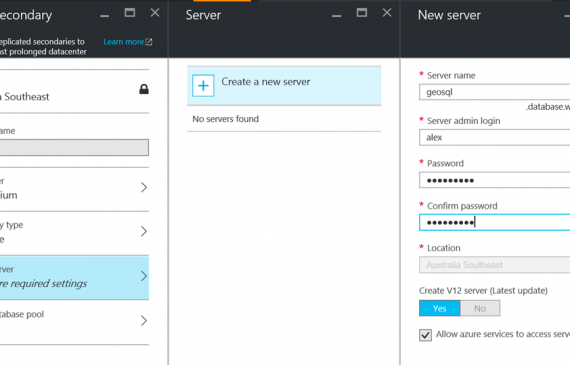 econdary
eplicated secondaries to
ast prolonged datacenter
Learn more
Southeast
ame
er
ium
y type
e
rver
re required settings
tabase pool
Server
Create a new server
No servers found
New server
* Server name
geosql
.database.w
* Server admin login
alex
* Password
•••••••••
* Confirm password
•••••••••
* Location
Australia Southeast
Create V12 server (Latest update)
Yes No
Allow azure services to access serve